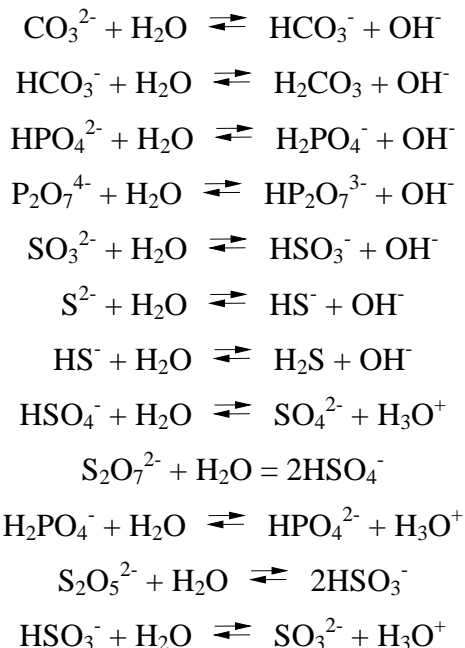 CO₃²⁻ + H₂O ⇌ HCO₃⁻ + OH⁻
HCO₃⁻ + H₂O ⇌ H₂CO₃ + OH⁻
HPO₄²⁻ + H₂O ⇌ H₂PO₄⁻ + OH⁻
P₂O₇⁴⁻ + H₂O ⇌ HP₂O₇³⁻ + OH⁻
SO₃²⁻ + H₂O ⇌ HSO₃⁻ + OH⁻
S²⁻ + H₂O ⇌ HS⁻ + OH⁻
HS⁻ + H₂O ⇌ H₂S + OH⁻
HSO₄⁻ + H₂O ⇌ SO₄²⁻ + H₃O⁺
S₂O₇²⁻ + H₂O = 2HSO₄⁻
H₂PO₄⁻ + H₂O ⇌ HPO₄²⁻ + H₃O⁺
S₂O₅²⁻ + H₂O ⇌ 2HSO₃⁻
HSO₃⁻ + H₂O ⇌ SO₃²⁻ + H₃O⁺